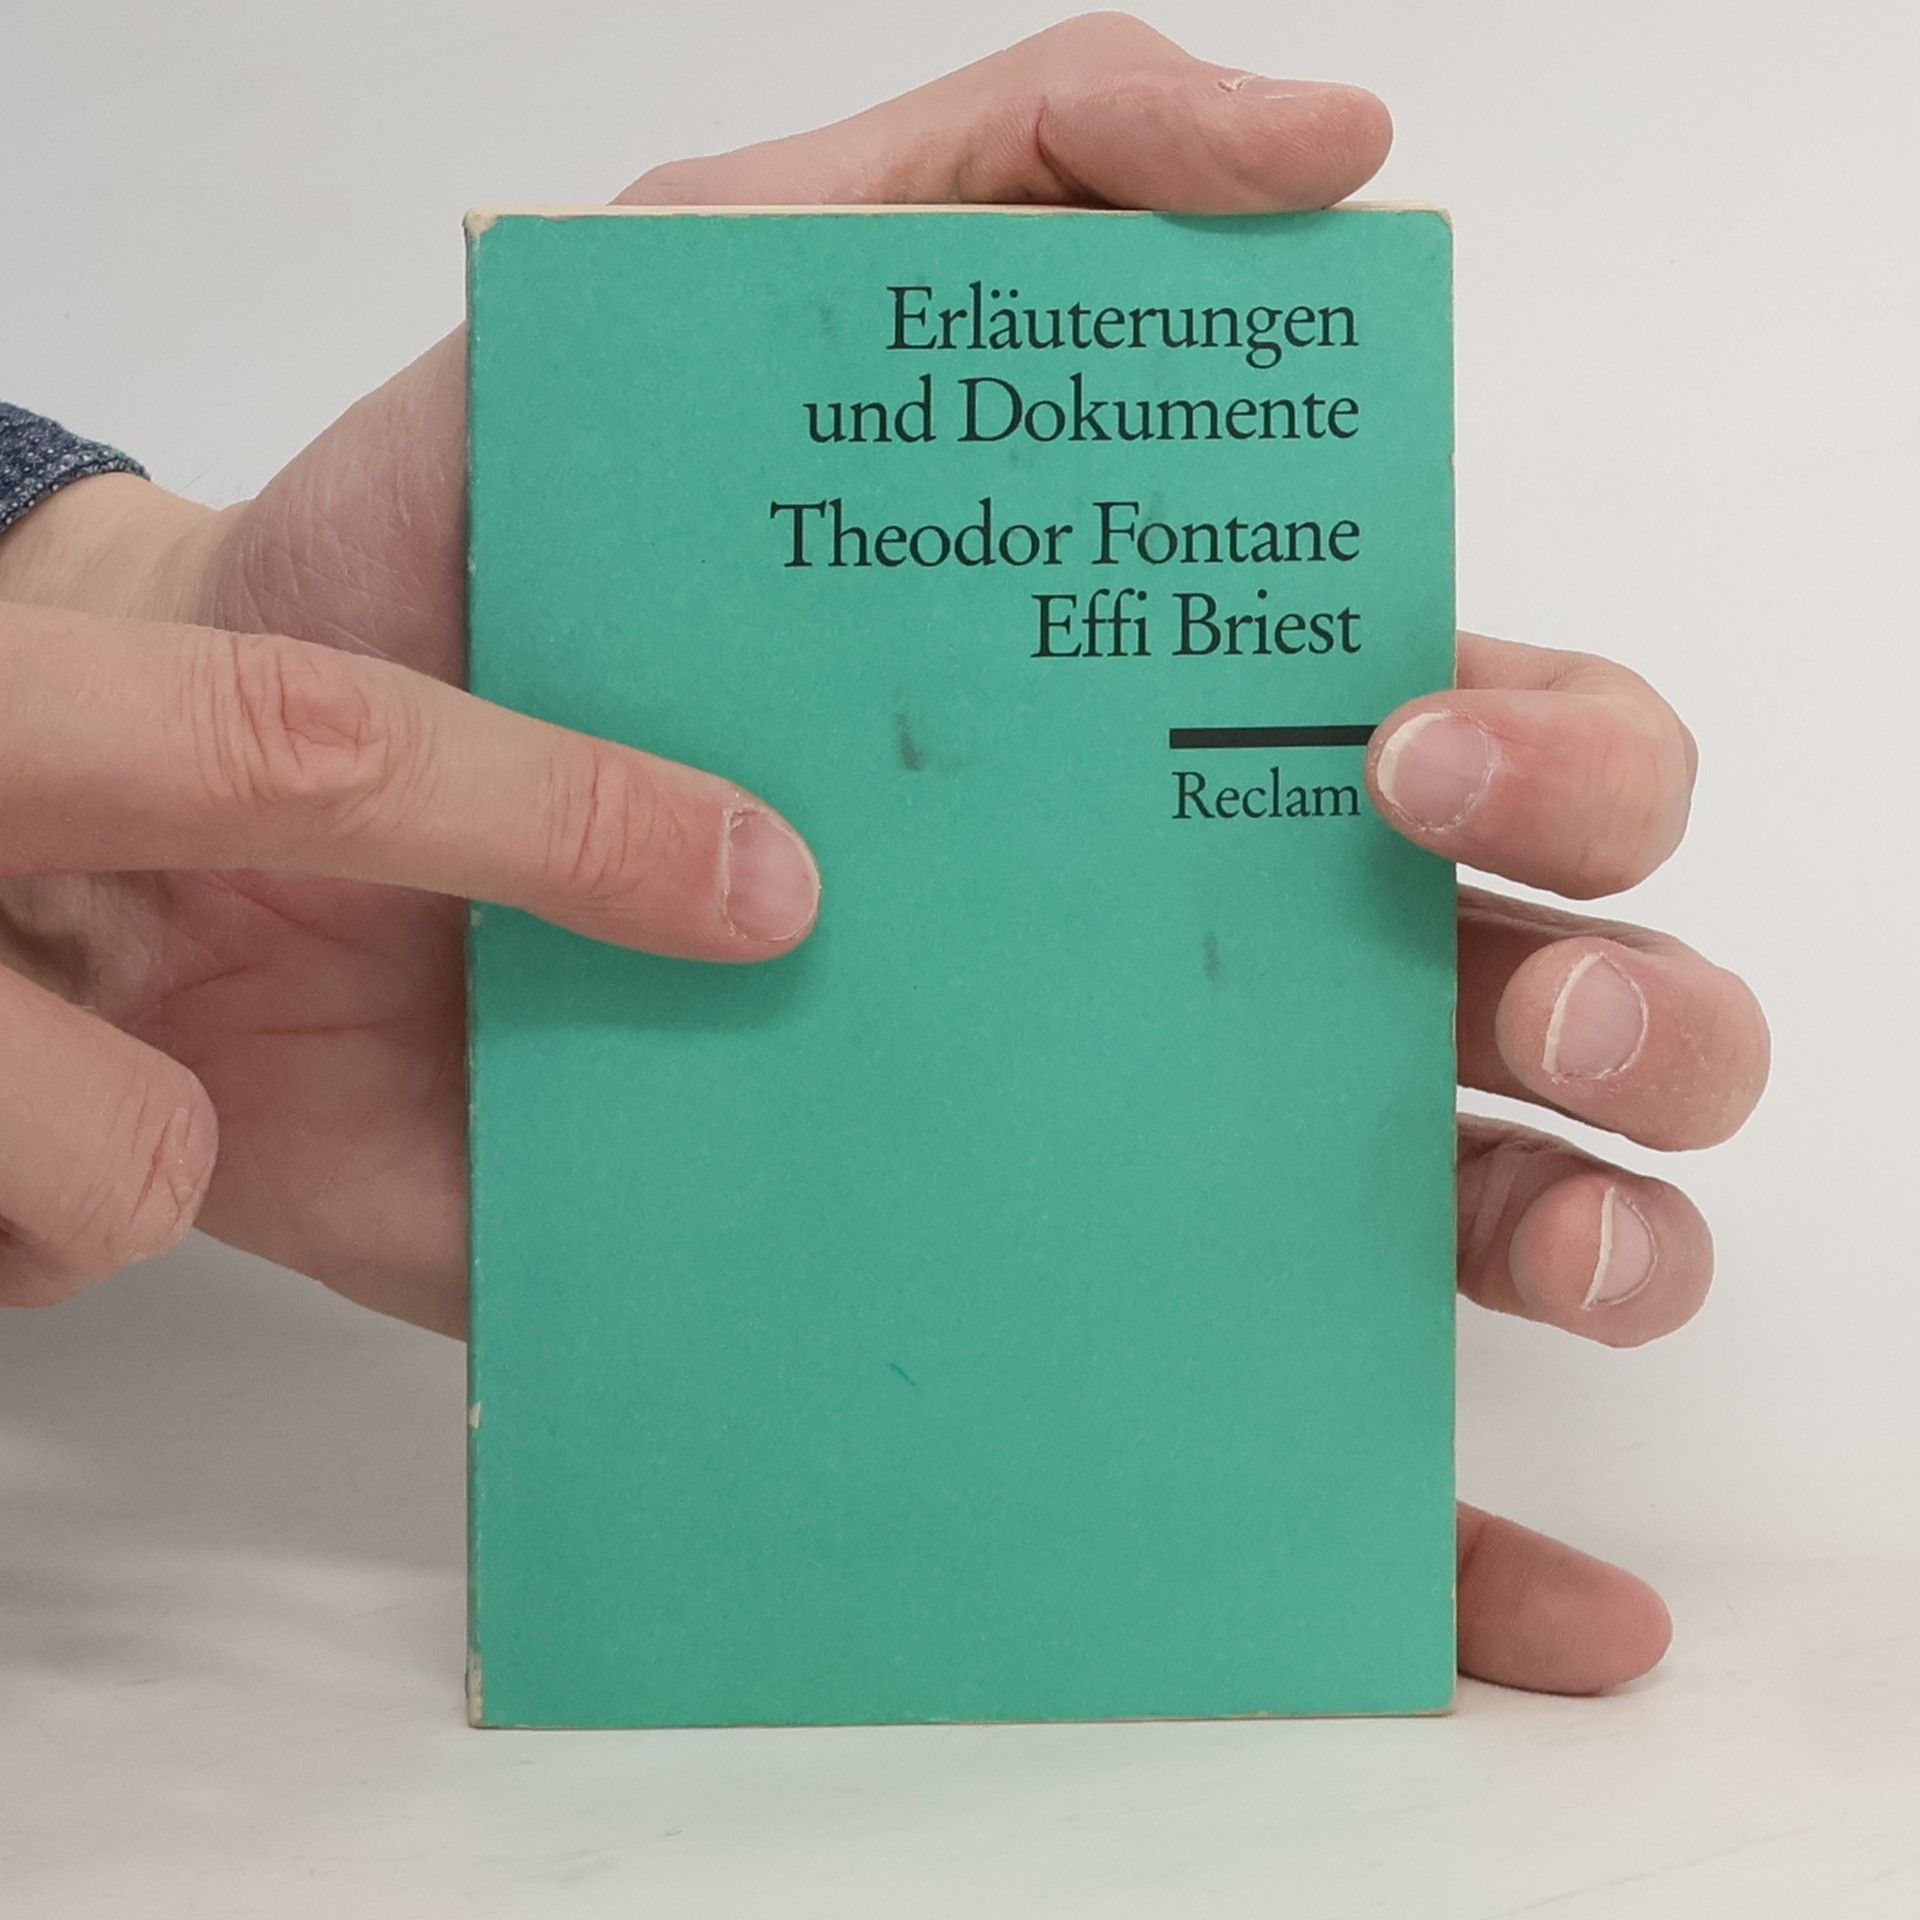 Erläuterungen
und Dokumente
Theodor Fontane
Effi Briest
Reclam